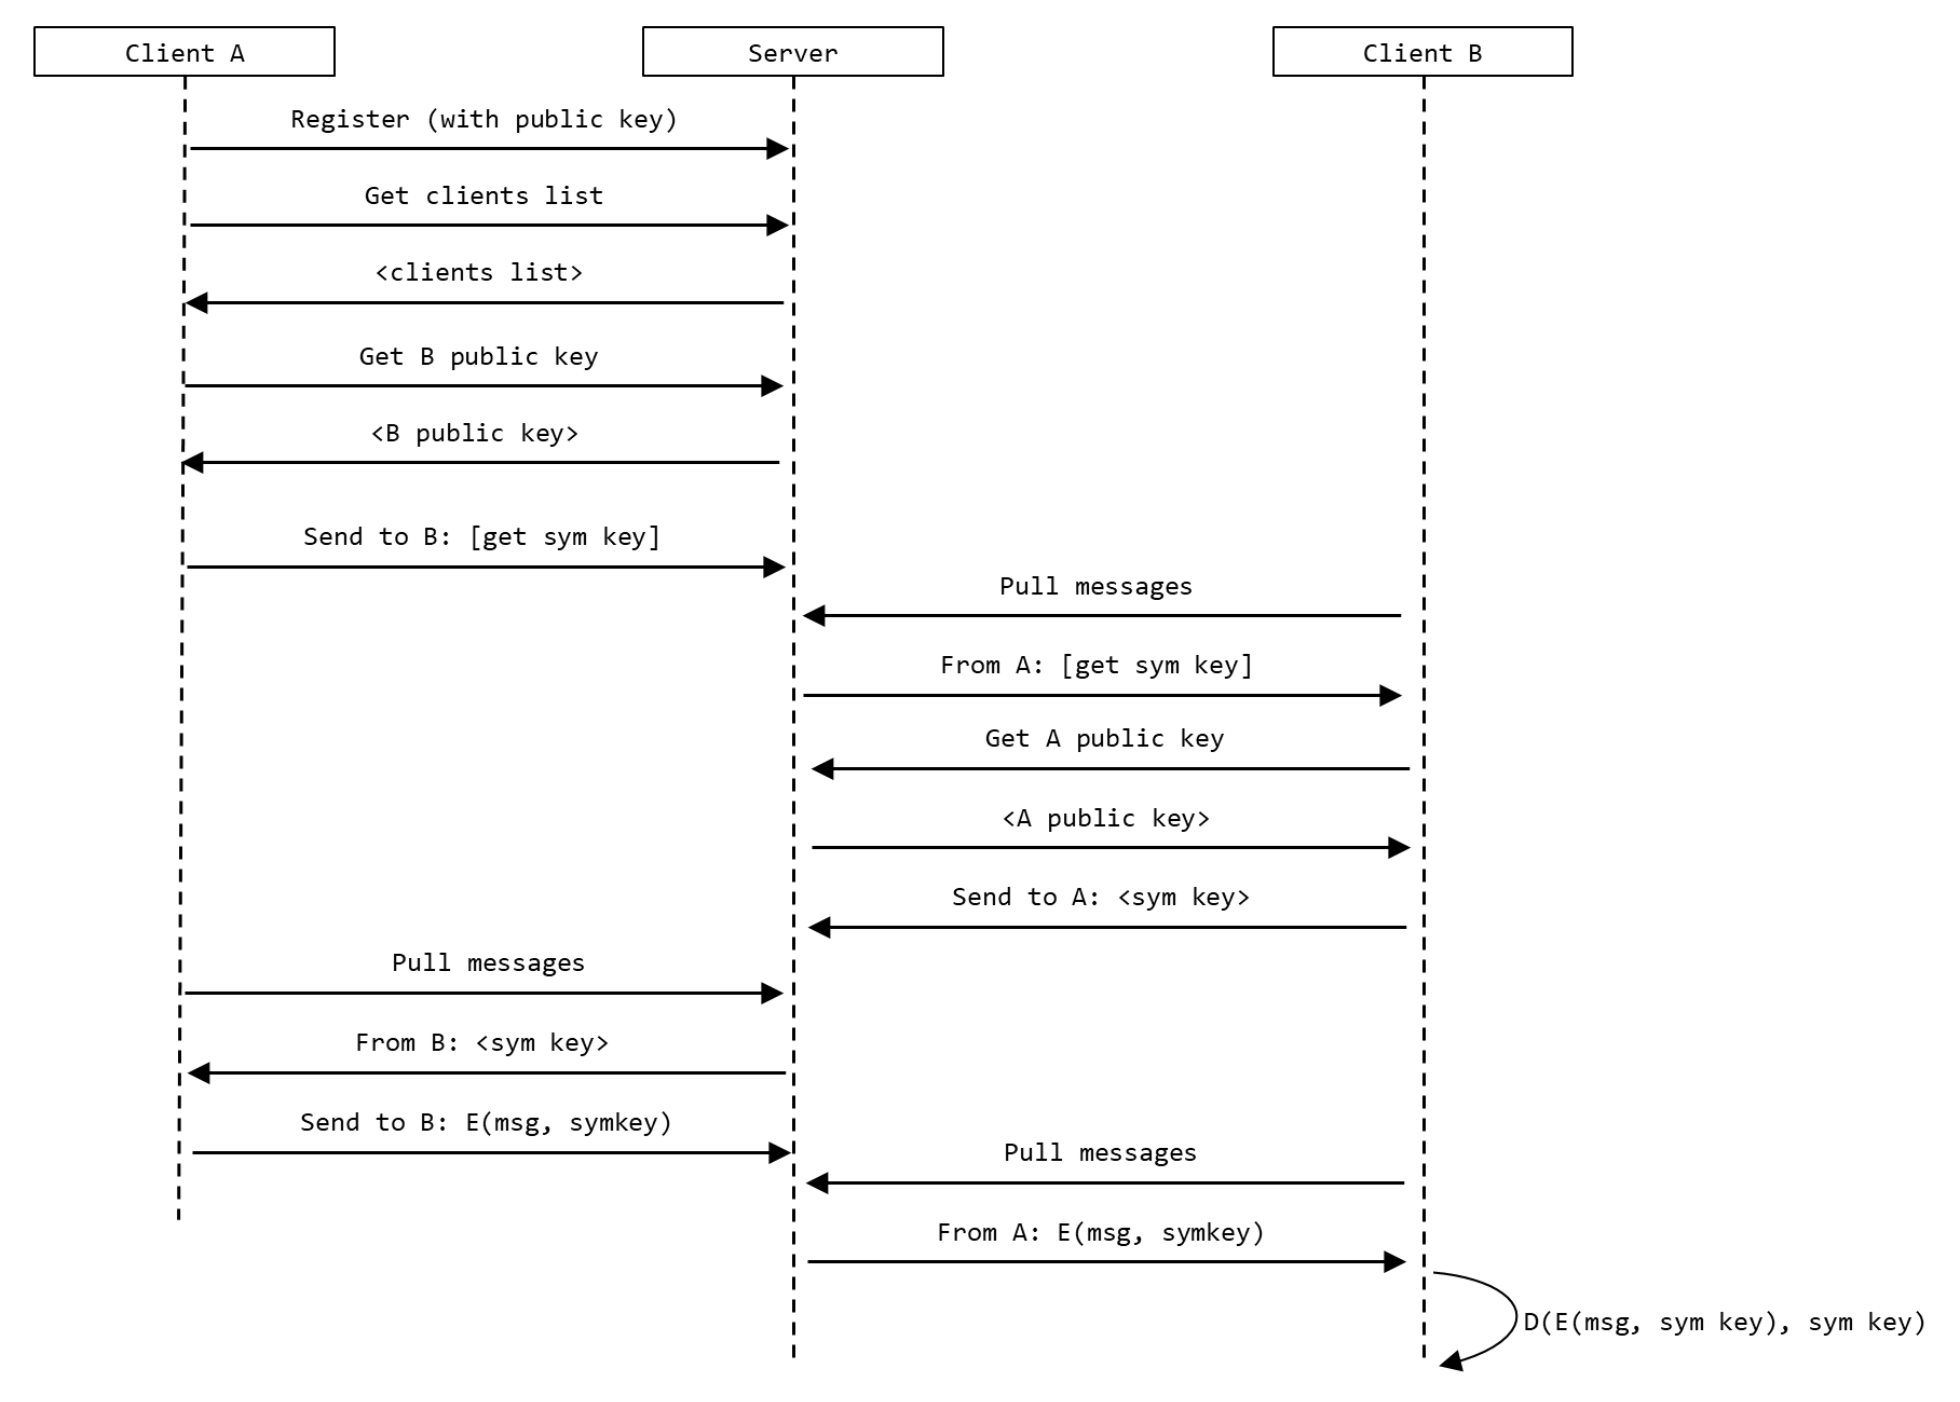 Client A
Server
Client B
Register (with public key)
Get clients list
<clients list>
Get B public key
<B public key>
Send to B: [get sym key]
Pull messages
From A: [get sym key]
Get A public key
<A public key>
Send to A: <sym key>
Pull messages
From B: <sym key>
Send to B: E(msg, symkey)
Pull messages
From A: E(msg, symkey)
D(E(msg, sym key), sym key)